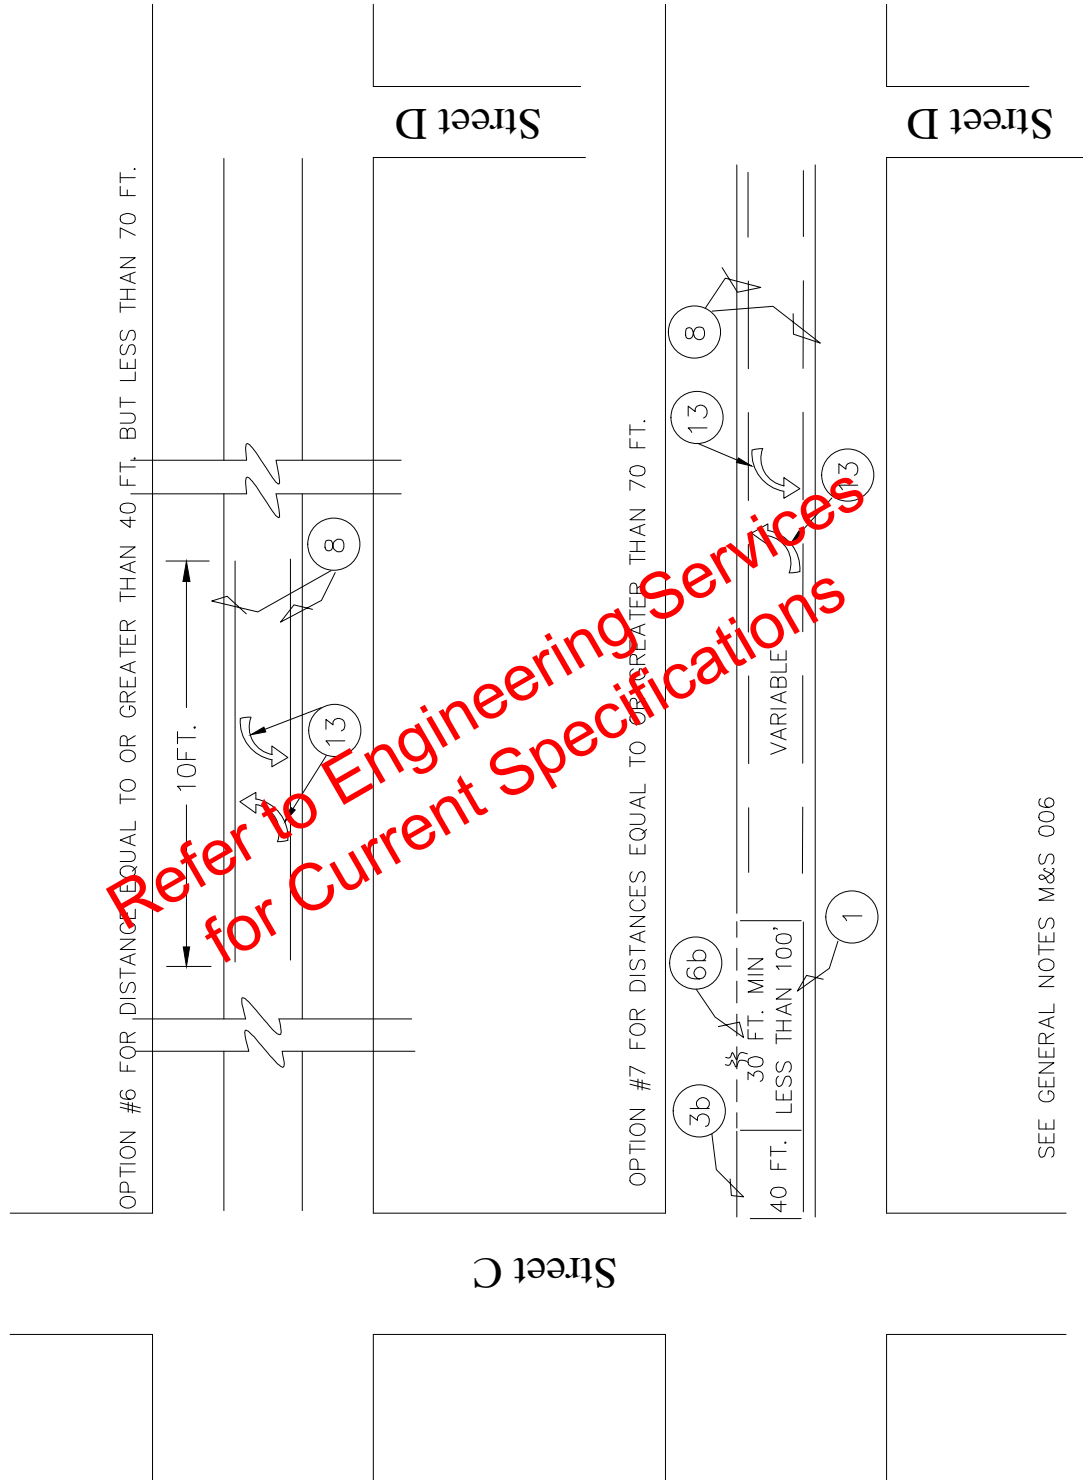 OPTION #6 FOR DISTANCE EQUAL TO OR GREATER THAN 40 FT. BUT LESS THAN 70 FT.
10FT.
8
13
Street D
Street C
OPTION #7 FOR DISTANCES EQUAL TO OR GREATER THAN 70 FT.
3b
6b
13
8
40 FT.
30 FT. MIN
LESS THAN 100'
VARIABLE
1
13
Street D
SEE GENERAL NOTES M&S 006
Refer to Engineering Services
for Current Specifications